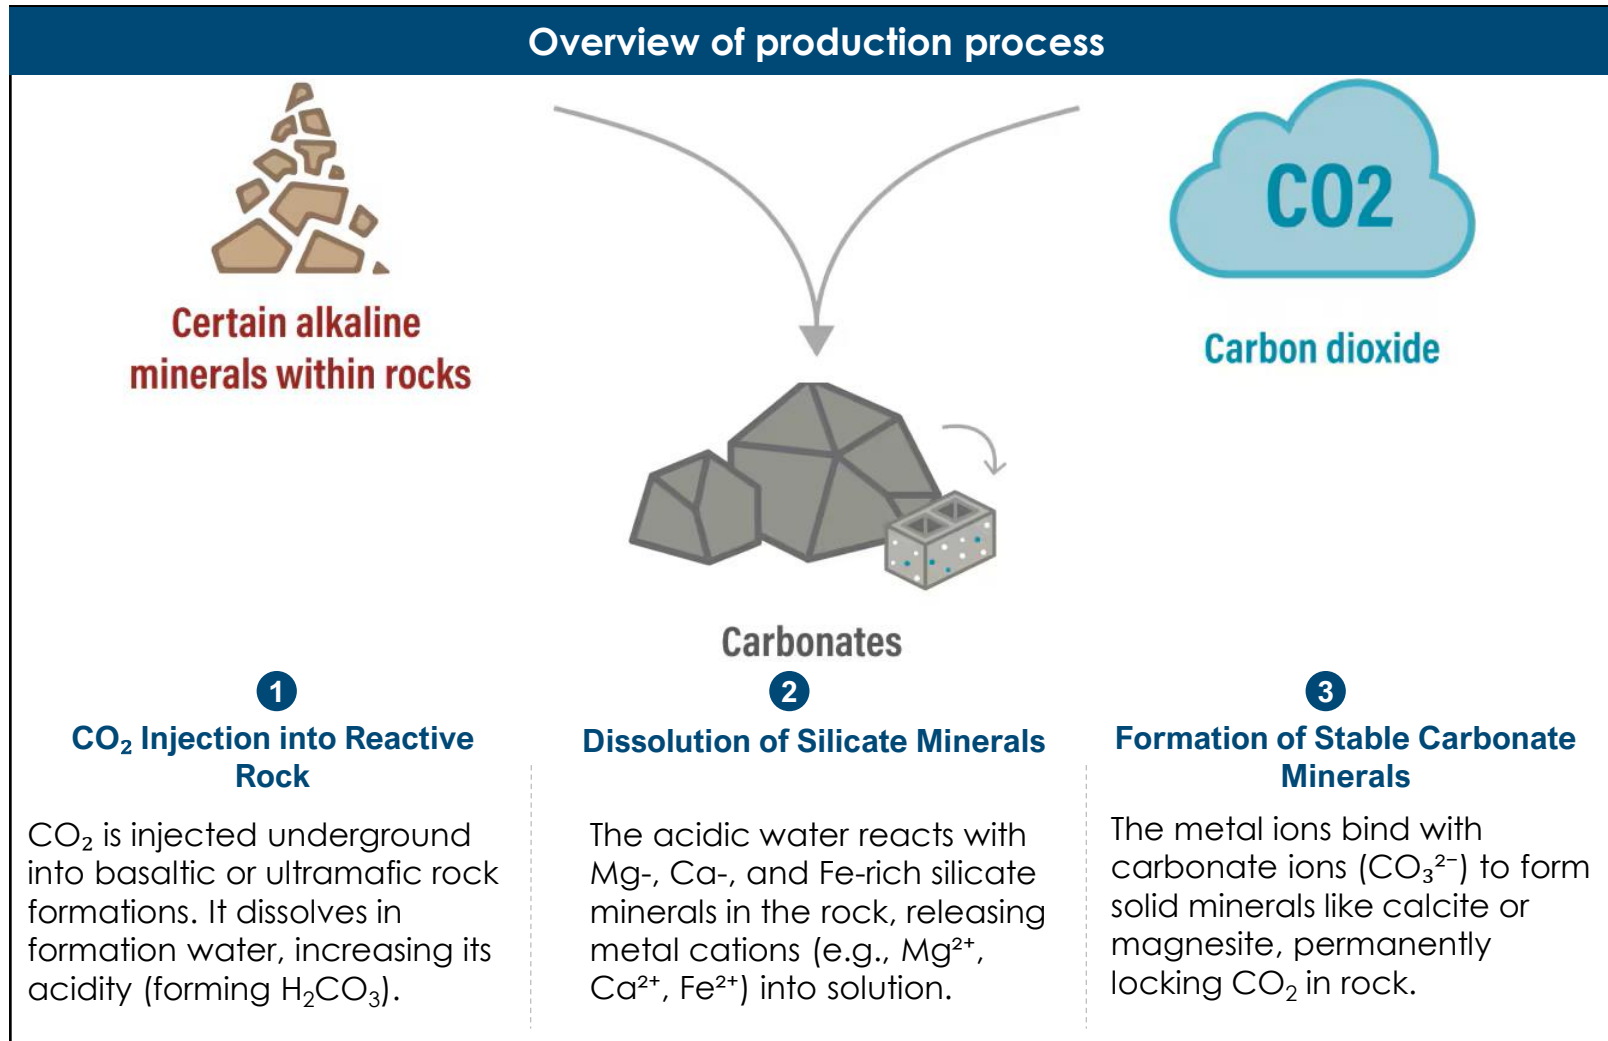 Overview of production process
Certain alkaline
minerals within rocks
CO2
Carbon dioxide
Carbonates
1
CO₂ Injection into Reactive
Rock
CO₂ is injected underground
into basaltic or ultramafic rock
formations. It dissolves in
formation water, increasing its
acidity (forming H₂CO₃).
2
Dissolution of Silicate Minerals
The acidic water reacts with
Mg-, Ca-, and Fe-rich silicate
minerals in the rock, releasing
metal cations (e.g., Mg²⁺,
Ca²⁺, Fe²⁺) into solution.
3
Formation of Stable Carbonate
Minerals
The metal ions bind with
carbonate ions (CO₃²⁻) to form
solid minerals like calcite or
magnesite, permanently
locking CO₂ in rock.